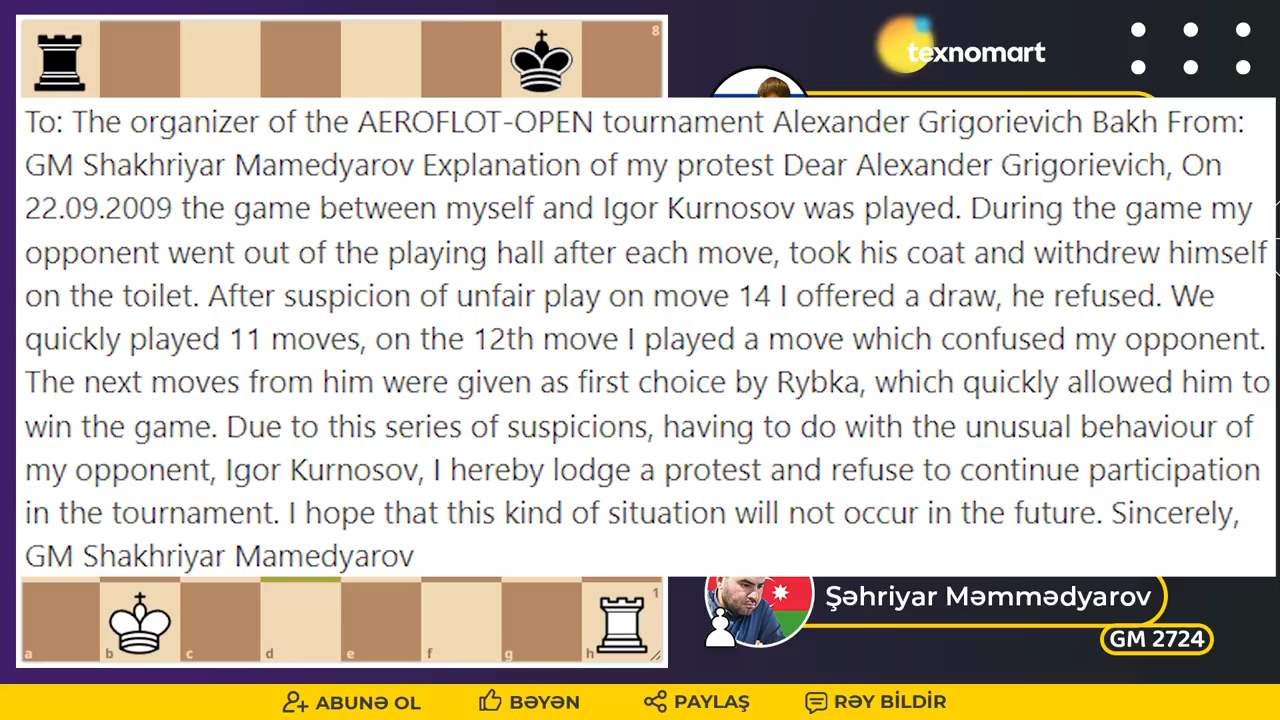 8
texnomart
To: The organizer of the AEROFLOT-OPEN tournament Alexander Grigorievich Bakh From:
GM Shakhriyar Mamedyarov Explanation of my protest Dear Alexander Grigorievich, On
22.09.2009 the game between myself and Igor Kurnosov was played. During the game my
opponent went out of the playing hall after each move, took his coat and withdrew himself
on the toilet. After suspicion of unfair play on move 14 I offered a draw, he refused. We
quickly played 11 moves, on the 12th move I played a move which confused my opponent.
The next moves from him were given as first choice by Rybka, which quickly allowed him to
win the game. Due to this series of suspicions, having to do with the unusual behaviour of
my opponent, Igor Kurnosov, I hereby lodge a protest and refuse to continue participation
in the tournament. I hope that this kind of situation will not occur in the future. Sincerely,
GM Shakhriyar Mamedyarov
1
a b c d e f g h
Şəhriyar Məmmədyarov
GM 2724
ABUNƏ OL BƏYƏN PAYLAŞ RƏY BİLDİR